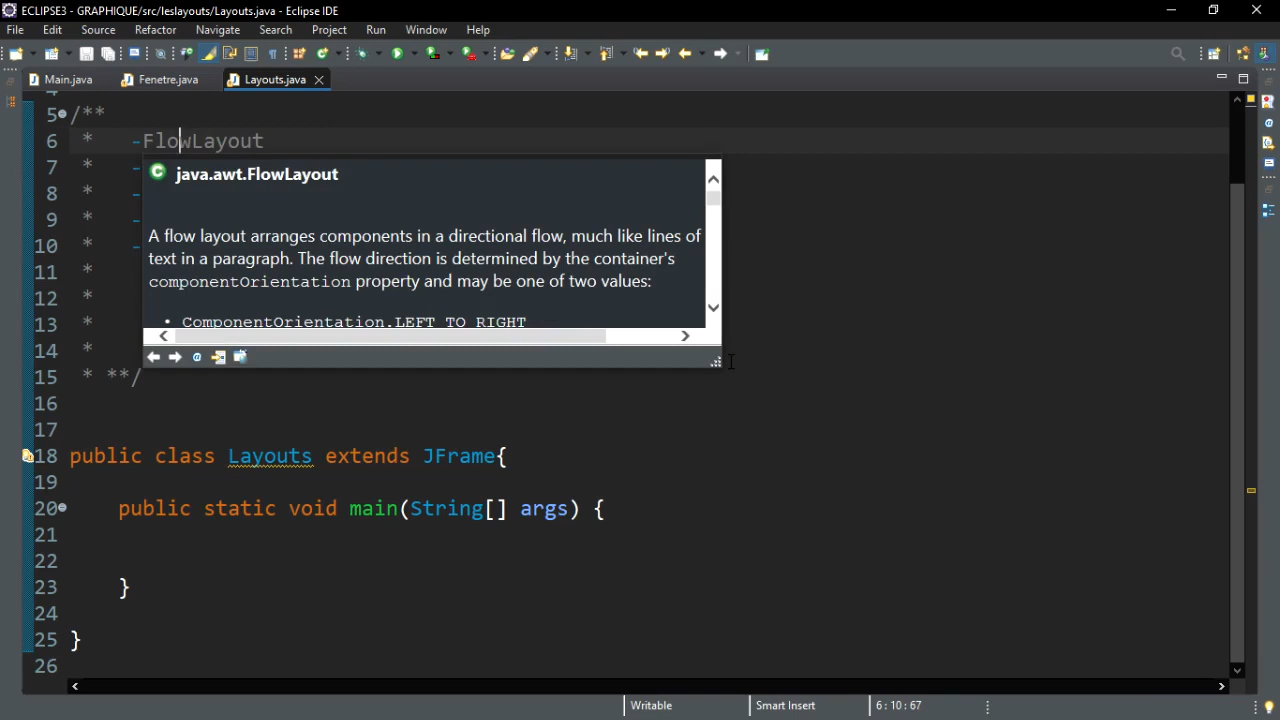 ECLIPSE3 - GRAPHIQUE/src/leslayouts/Layouts.java - Eclipse IDE
File Edit Source Refactor Navigate Search Project Run Window Help
Main.java Fenetre.java Layouts.java
5 /**
6 * -FlowLayout
7 * -
8 * -
9 * -
10 * -
11 *
12 *
13 *
14 *
15 * **/
16
17
18 public class Layouts extends JFrame{
19
20 public static void main(String[] args) {
21
22
23 }
24
25 }
26
java.awt.FlowLayout
A flow layout arranges components in a directional flow, much like lines of
text in a paragraph. The flow direction is determined by the container's
componentOrientation property and may be one of two values:
• ComponentOrientation.LEFT_TO_RIGHT
Writable Smart Insert 6 : 10 : 67